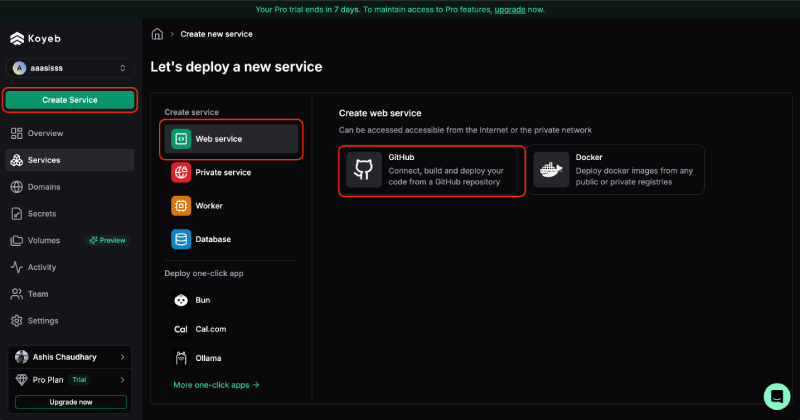 Your Pro trial ends in 7 days. To maintain access to Pro features, upgrade now.
Koyeb
A aaasisss
Create Service
Overview
Services
Domains
Secrets
Volumes Preview
Activity
Team
Settings
Ashis Chaudhary
Pro Plan Trial
Upgrade now
Create new service
Let's deploy a new service
Create service
Web service
Private service
Worker
Database
Deploy one-click app
Bun
Cal Cal.com
Ollama
More one-click apps
Create web service
Can be accessed accessible from the Internet or the private network
GitHub
Connect, build and deploy your
code from a GitHub repository
Docker
Deploy docker images from any
public or private registries